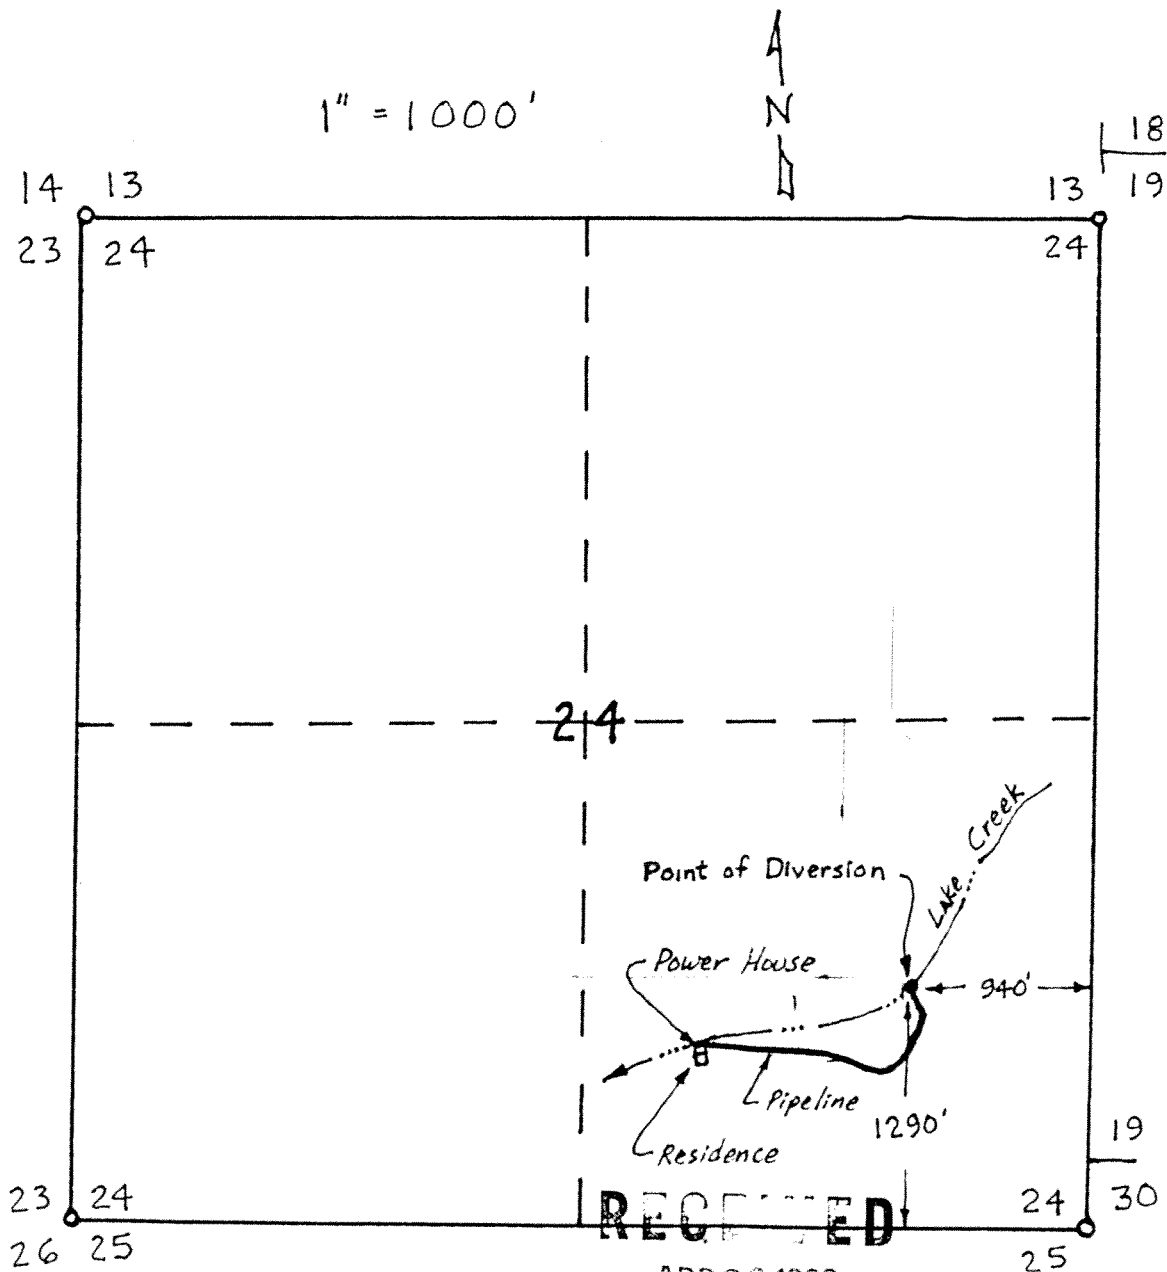 1" = 1000'
N
18
14 13
13 19
23 24
24
24
Creek
Point of Diversion
Lake
Power House
940'
Pipeline
1290'
19
Residence
23 24
24 30
RECEIVED
26 25
25